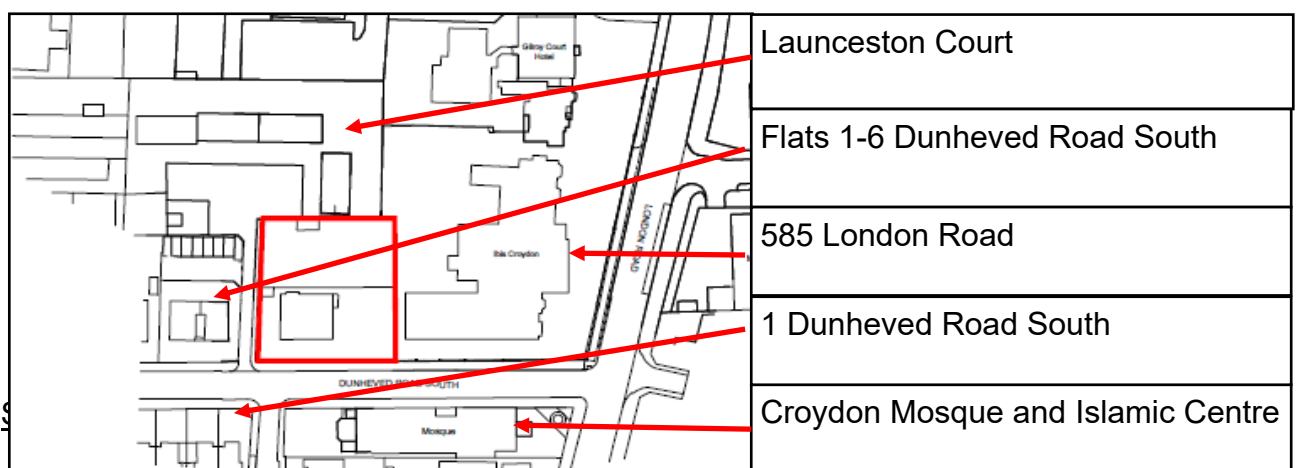 Launceston Court
Flats 1-6 Dunheved Road South
585 London Road
1 Dunheved Road South
Croydon Mosque and Islamic Centre
Gilroy Court
Hotel
LONDON ROAD
Ibis Croydon
DUNHEVED ROAD SOUTH
Mosque